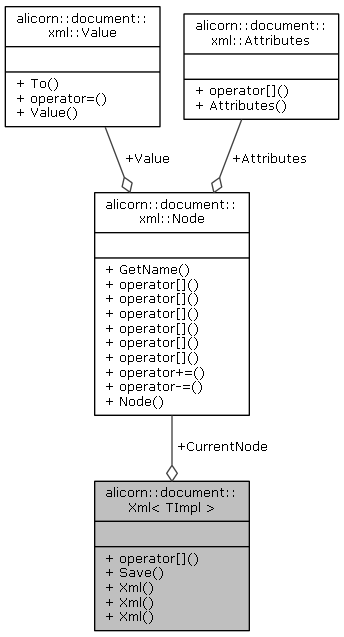 alicorn::document::
xml::Value
+ To()
+ operator=()
+ Value()
alicorn::document::
xml::Attributes
+ operator[]()
+ Attributes()
+Value
+Attributes
alicorn::document::
xml::Node
+ GetName()
+ operator[]()
+ operator[]()
+ operator[]()
+ operator[]()
+ operator[]()
+ operator[]()
+ operator+=()
+ operator-=()
+ Node()
+CurrentNode
alicorn::document::
Xml< TImpl >
+ operator[]()
+ Save()
+ Xml()
+ Xml()
+ Xml()